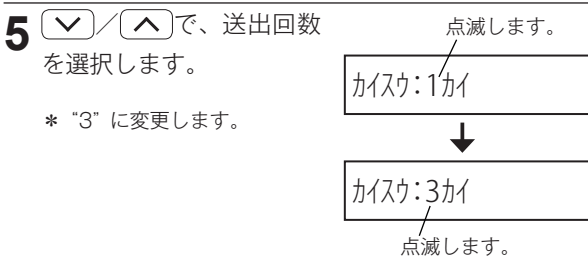 5 ／で、送出回数
を選択します。
＊ “3”に変更します。
点滅します。
ｶｲｽｳ：1ｶｲ
ｶｲｽｳ：3ｶｲ
点滅します。